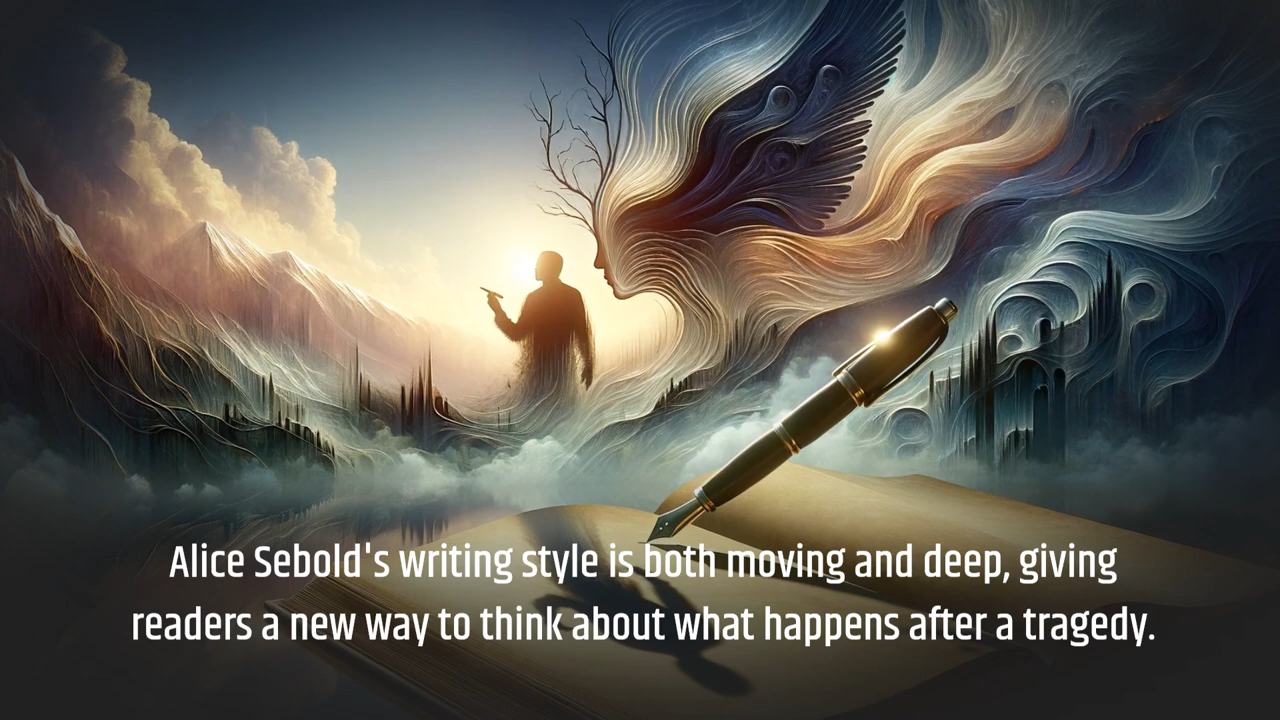 Alice Sebold's writing style is both moving and deep, giving
readers a new way to think about what happens after a tragedy.